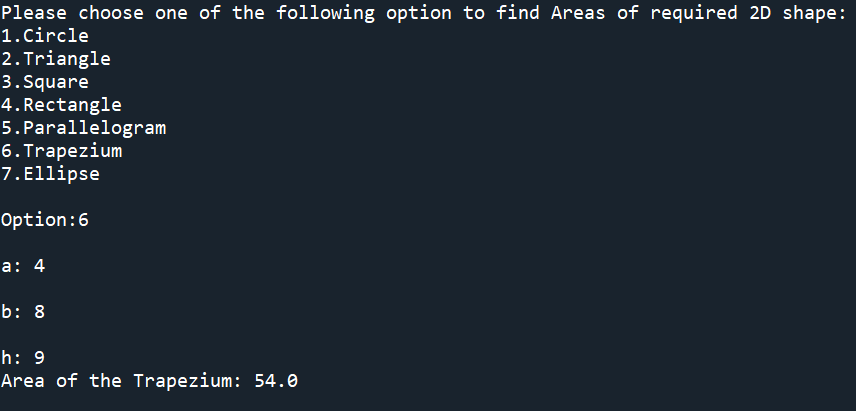 Please choose one of the following option to find Areas of required 2D shape:
1.Circle
2.Triangle
3.Square
4.Rectangle
5.Parallelogram
6.Trapezium
7.Ellipse
Option:6
a: 4
b: 8
h: 9
Area of the Trapezium: 54.0